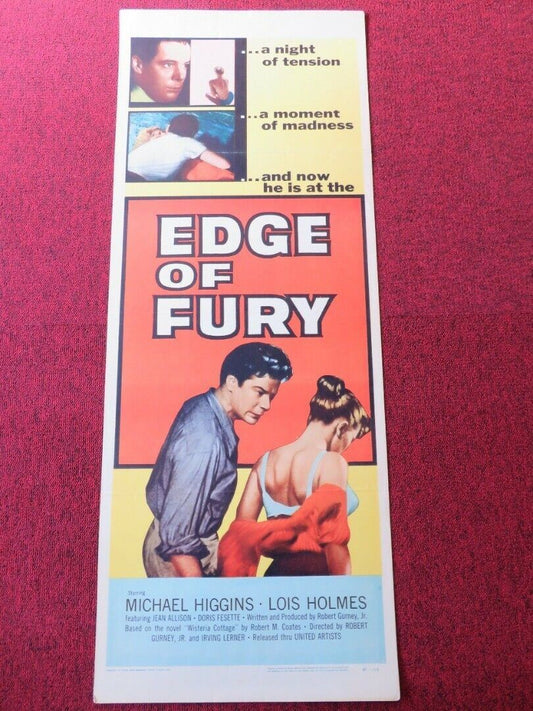 ...a night
of tension
...a moment
of madness
...and now
he is at the
EDGE
OF
FURY
Starring
MICHAEL HIGGINS · LOIS HOLMES
featuring JEAN ALLISON · DORIS FESETTE · Written and Produced by Robert Gurney, Jr.
Based on the novel "Wisteria Cottage" by Robert M. Coates · Directed by ROBERT
GURNEY, JR. and IRVING LERNER · Released thru UNITED ARTISTS